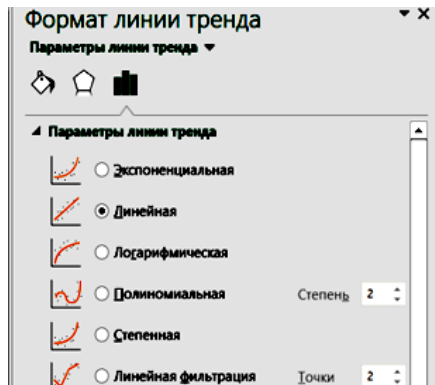 Формат линии тренда
Параметры линии тренда
Параметры линии тренда
Экспоненциальная
Линейная
Логарифмическая
Полиномиальная Степень 2
Степенная
Линейная фильтрация Точки 2